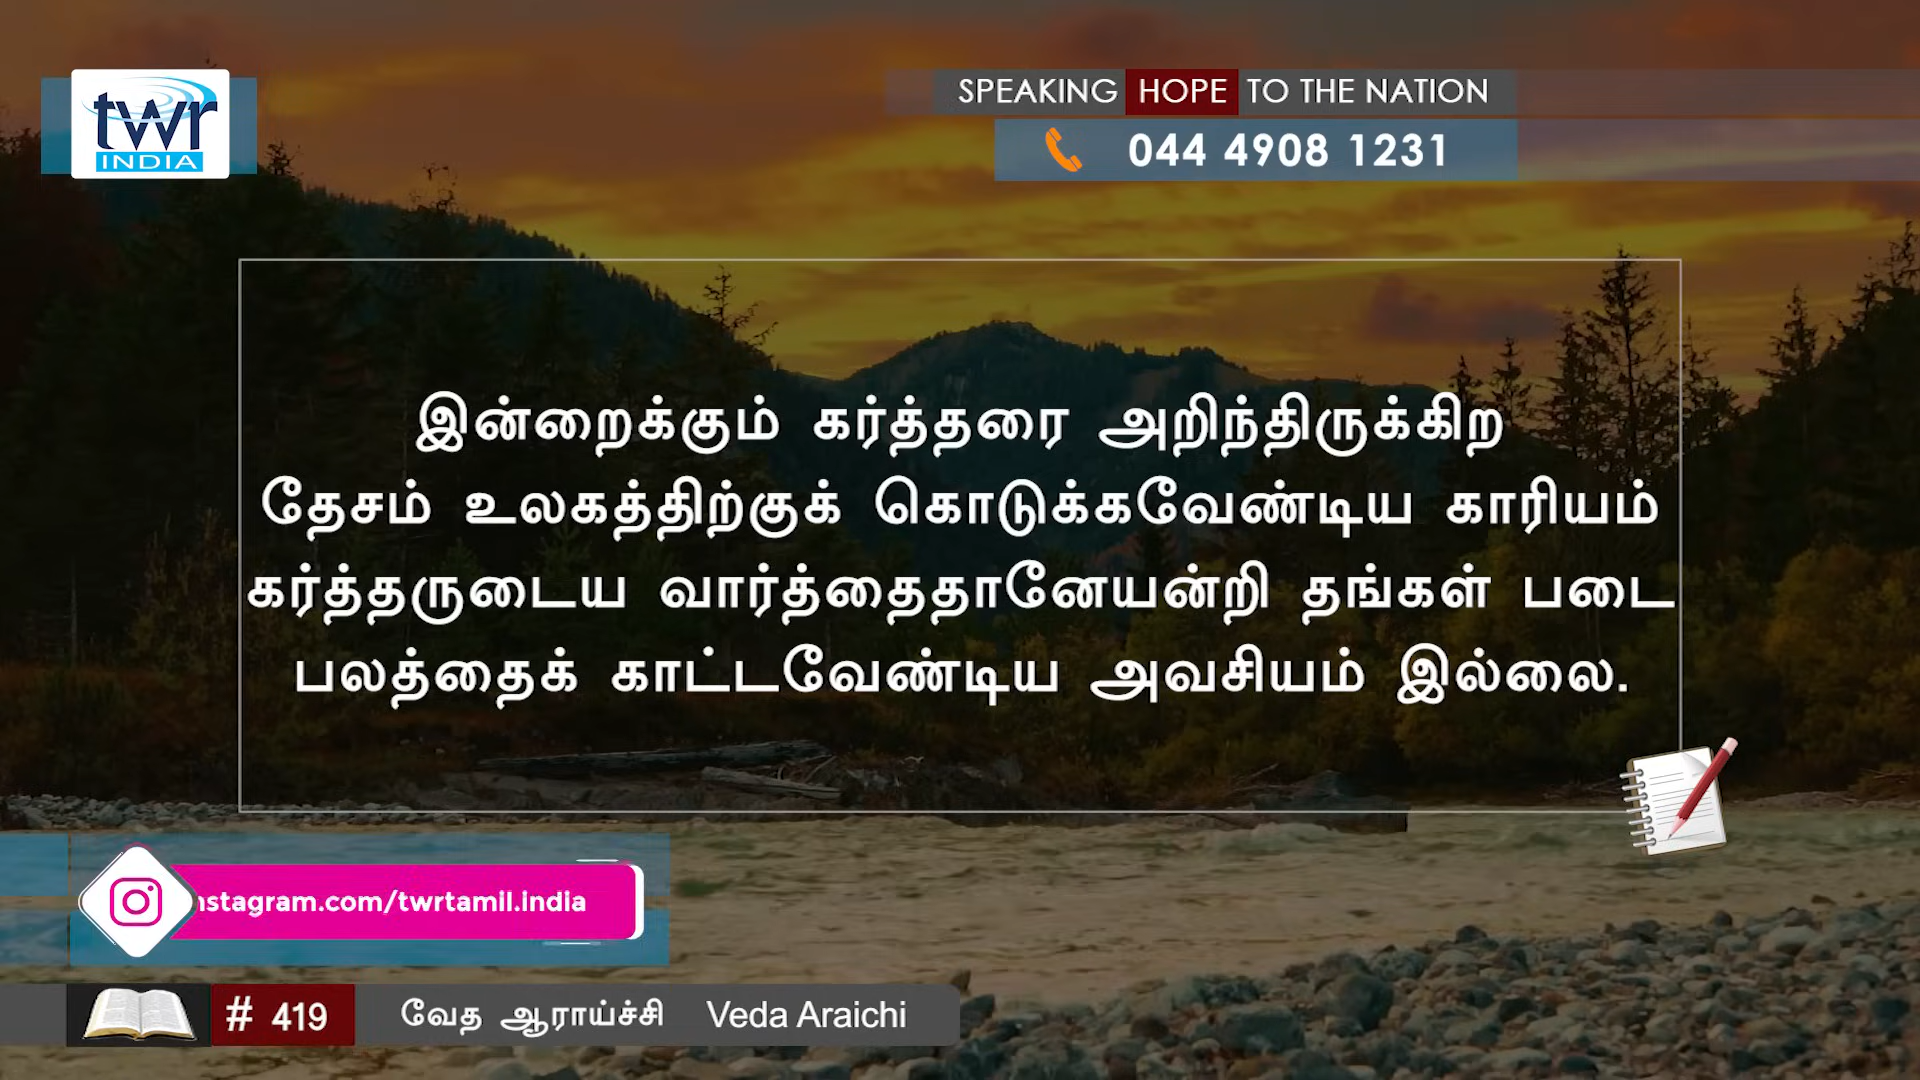 twr
INDIA
SPEAKING HOPE TO THE NATION
044 4908 1231
இன்றைக்கும் கர்த்தரை அறிந்திருக்கிற
தேசம் உலகத்திற்குக் கொடுக்கவேண்டிய காரியம்
கர்த்தருடைய வார்த்தைதானேயன்றி தங்கள் படை
பலத்தைக் காட்டவேண்டிய அவசியம் இல்லை.
nstagram.com/twrtamil.india
# 419 வேத ஆராய்ச்சி Veda Araichi